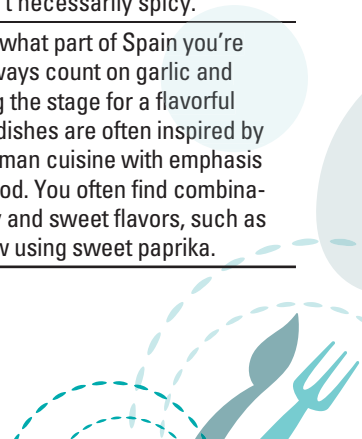 't necessarily spicy.
what part of Spain you're
ways count on garlic and
g the stage for a flavorful
dishes are often inspired by
man cuisine with emphasis
od. You often find combina-
y and sweet flavors, such as
w using sweet paprika.